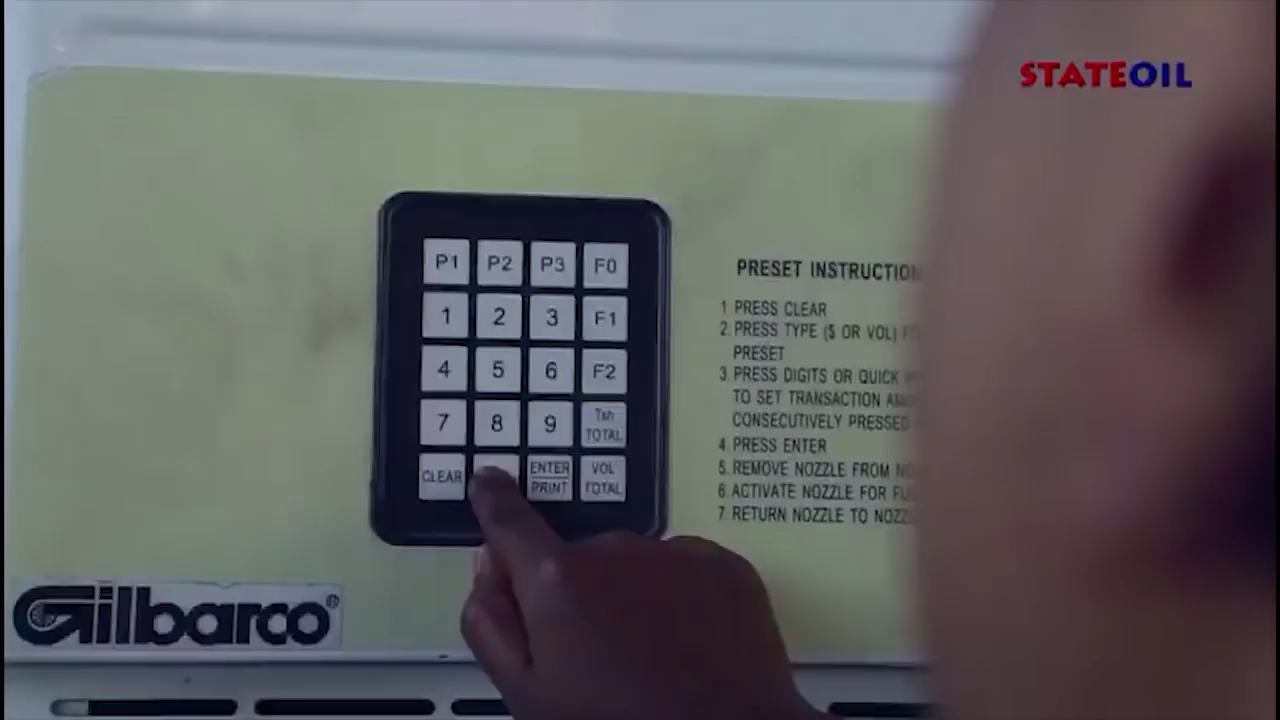 STATEOIL
P1 P2 P3 F0
1 2 3 F1
4 5 6 F2
7 8 9 Tsh TOTAL
CLEAR ENTER PRINT VOL TOTAL
PRESET INSTRUCTION
1 PRESS CLEAR
2. PRESS TYPE ($ OR VOL)
PRESET
3. PRESS DIGITS OR QUICK
TO SET TRANSACTION
CONSECUTIVELY PRESSED
4 PRESS ENTER
5. REMOVE NOZZLE FROM
6. ACTIVATE NOZZLE FOR
7. RETURN NOZZLE TO
Gilbarco®